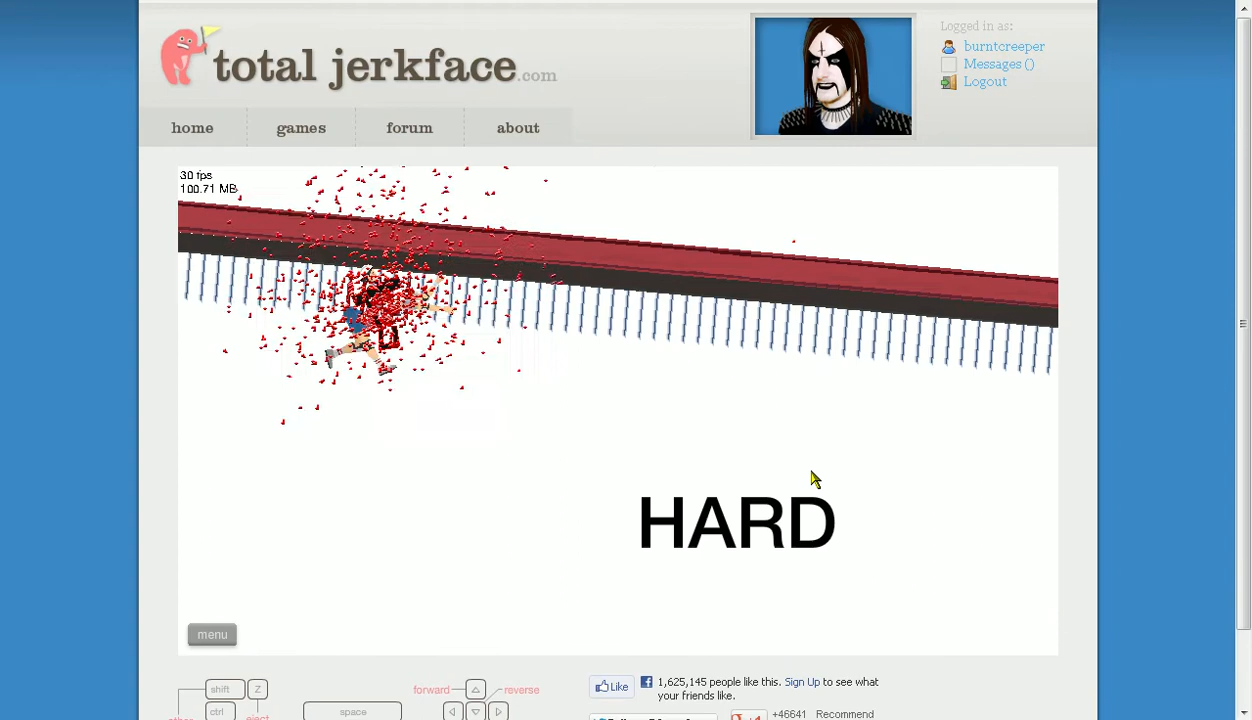 total jerkface.com
Logged in as:
burntcreeper
Messages ()
Logout
home games forum about
30 fps
100.71 MB
HARD
menu
shift Z
forward reverse
ctrl
eject
space
Like 1,625,145 people like this. Sign Up to see what
your friends like.
+46641 Recommend